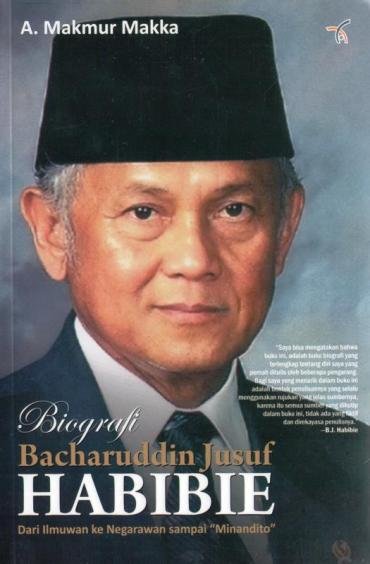 A. Makmur Makka
"Saya bisa mengatakan bahwa
buku ini, adalah buku biografi yang
terlengkap tentang diri saya yang
pernah ditulis oleh beberapa pengarang.
Bagi saya yang menarik dalam buku ini
adalah bentuk penulisannya yang selalu
menggunakan rujukan yang jelas sumbernya,
karena itu semua sumber yang dikutip
dalam buku ini, tidak ada yang fiktif
dan direkayasa penulisnya."
—B.J. Habibie
Biografi
Bacharuddin Jusuf
HABIBIE
Dari Ilmuwan ke Negarawan sampai "Minandito"